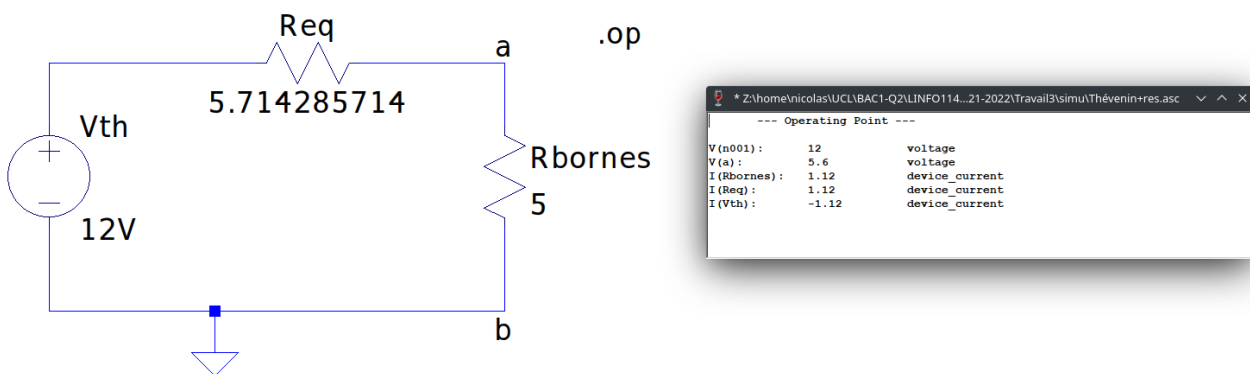 Req
a
.op
5.714285714
Vth
Rbornes
5
12V
b
* Z:\home\nicolas\UCL\BAC1-Q2\LINFO114...21-2022\Travail3\simu\Thévenin+res.asc
--- Operating Point ---
V(n001): 12 voltage
V(a): 5.6 voltage
I(Rbornes): 1.12 device_current
I(Req): 1.12 device_current
I(Vth): -1.12 device_current